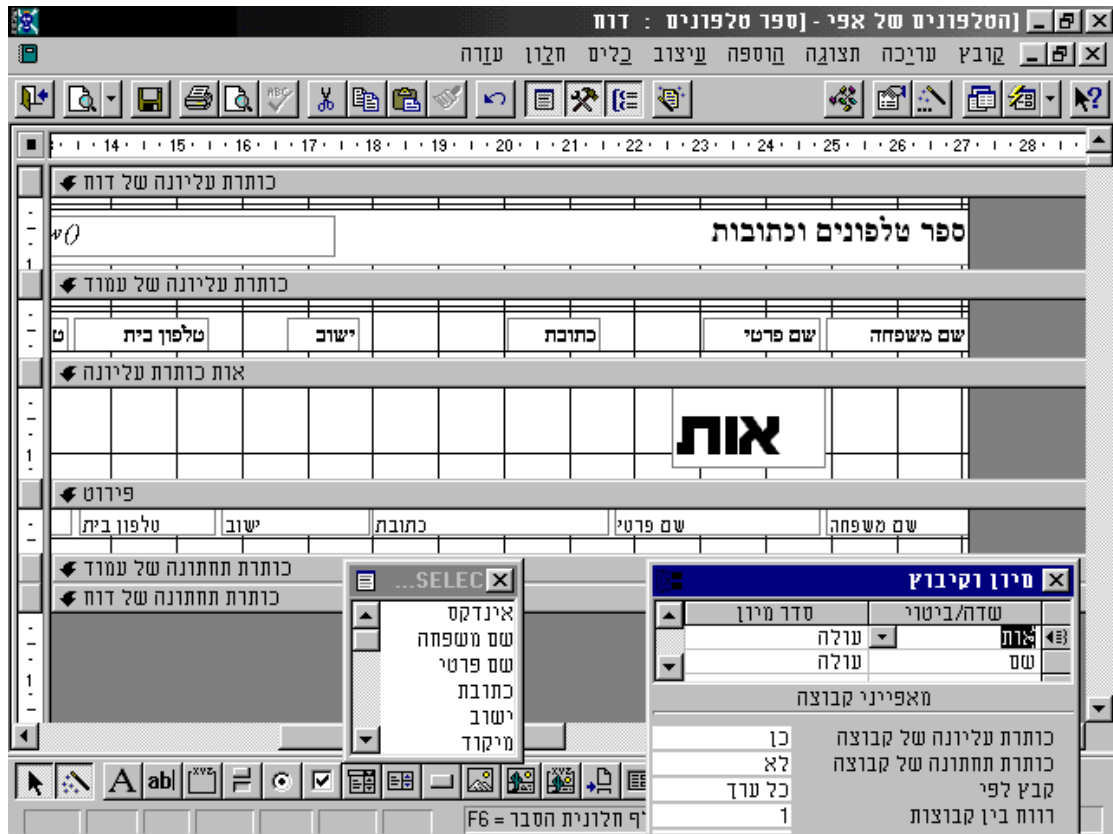 [הטלפונים של אפי - [ספר טלפונים : דוח
קובץ עריכה תצוגה הוספה עיצוב כלים חלון עזרה
14 15 16 17 18 19 20 21 22 23 24 25 26 27 28
כותרת עליונה של דוח
ספר טלפונים וכתובות
כותרת עליונה של עמוד
שם משפחה שם פרטי כתובת ישוב טלפון בית ט
אות כותרת עליונה
אות
פירוט
שם משפחה שם פרטי כתובת ישוב טלפון בית
כותרת תחתונה של עמוד
כותרת תחתונה של דוח
SELEC...
אינדקס
שם משפחה
שם פרטי
כתובת
ישוב
מיקוד
מיון וקיבוץ
שדה/ביטוי סדר מיון
אות עולה
שם עולה
מאפייני קבוצה
כותרת עליונה של קבוצה כן
כותרת תחתונה של קבוצה לא
קבץ לפי כל ערך
רווח בין קבוצות 1
F6 = חלונית הסבר